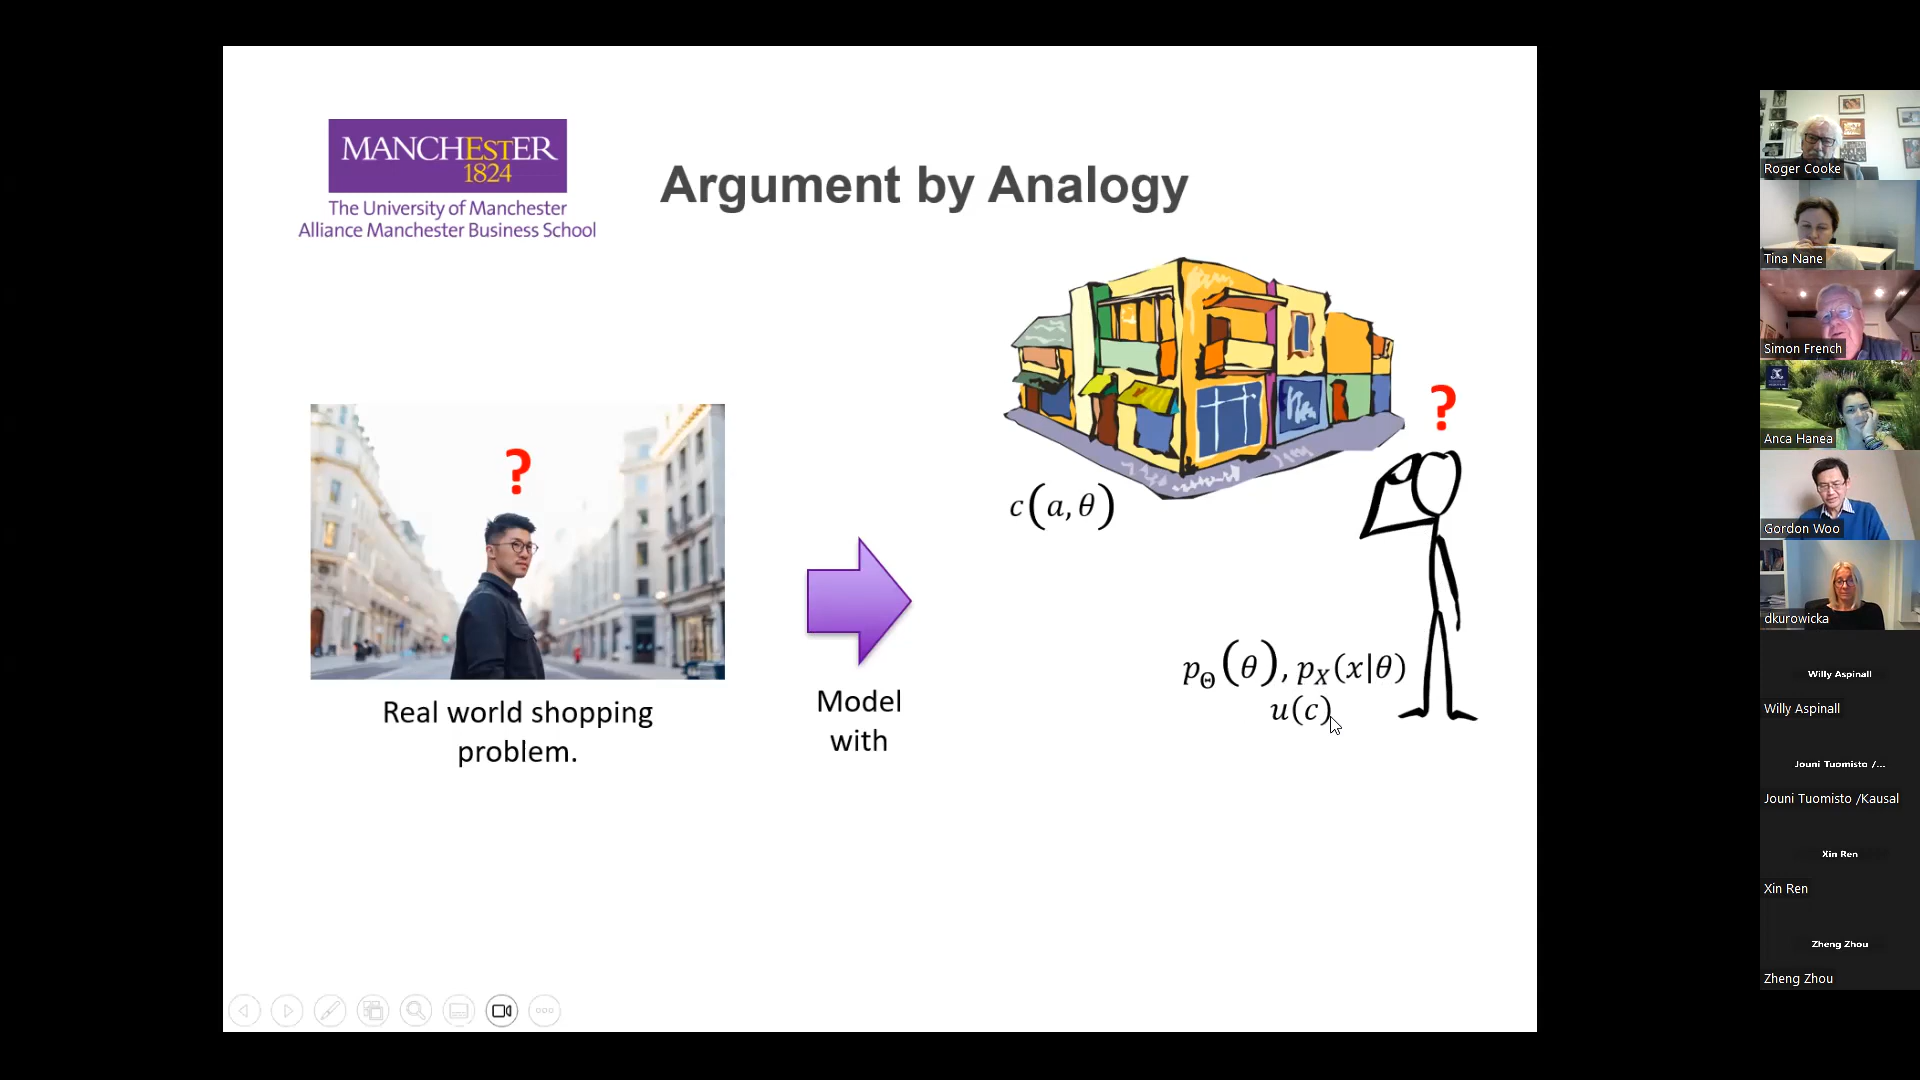 MANCHESTER
1824
The University of Manchester
Alliance Manchester Business School
Argument by Analogy
?
Real world shopping
problem.
Model
with
c(a, θ)
?
p_Θ(θ), p_X(x|θ)
u(c)
Roger Cooke
Tina Nane
Simon French
Anca Hanea
Gordon Woo
dkurowicka
Willy Aspinall
Willy Aspinall
Jouni Tuomisto /...
Jouni Tuomisto /Kausal
Xin Ren
Xin Ren
Zheng Zhou
Zheng Zhou